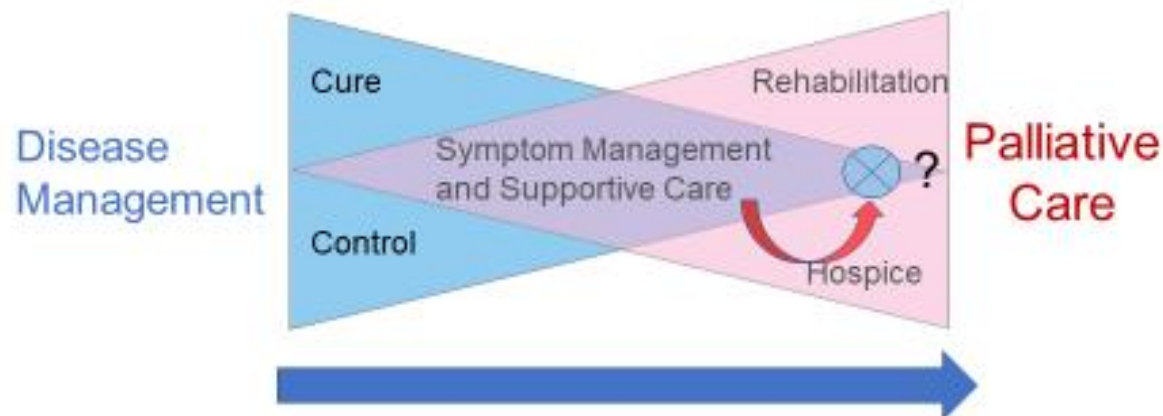 Cure
Rehabilitation
Disease
Management
Symptom Management
and Supportive Care
?
Palliative
Care
Control
Hospice